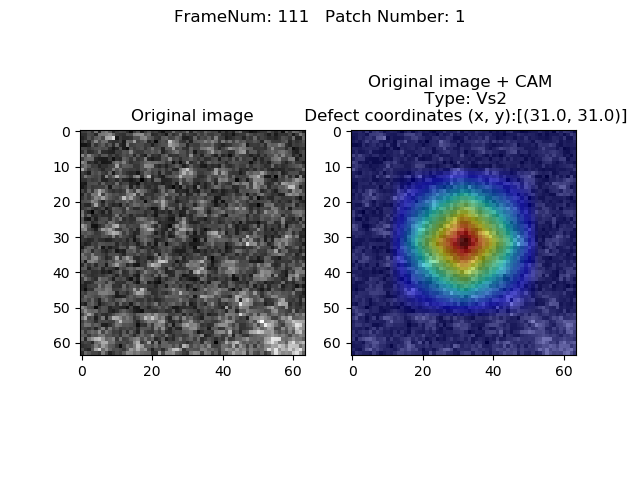 FrameNum: 111   Patch Number: 1
Original image
Original image + CAM
Type: Vs2
Defect coordinates (x, y):[(31.0, 31.0)]
0
10
20
30
40
50
60
0 20 40 60
0
10
20
30
40
50
60
0 20 40 60